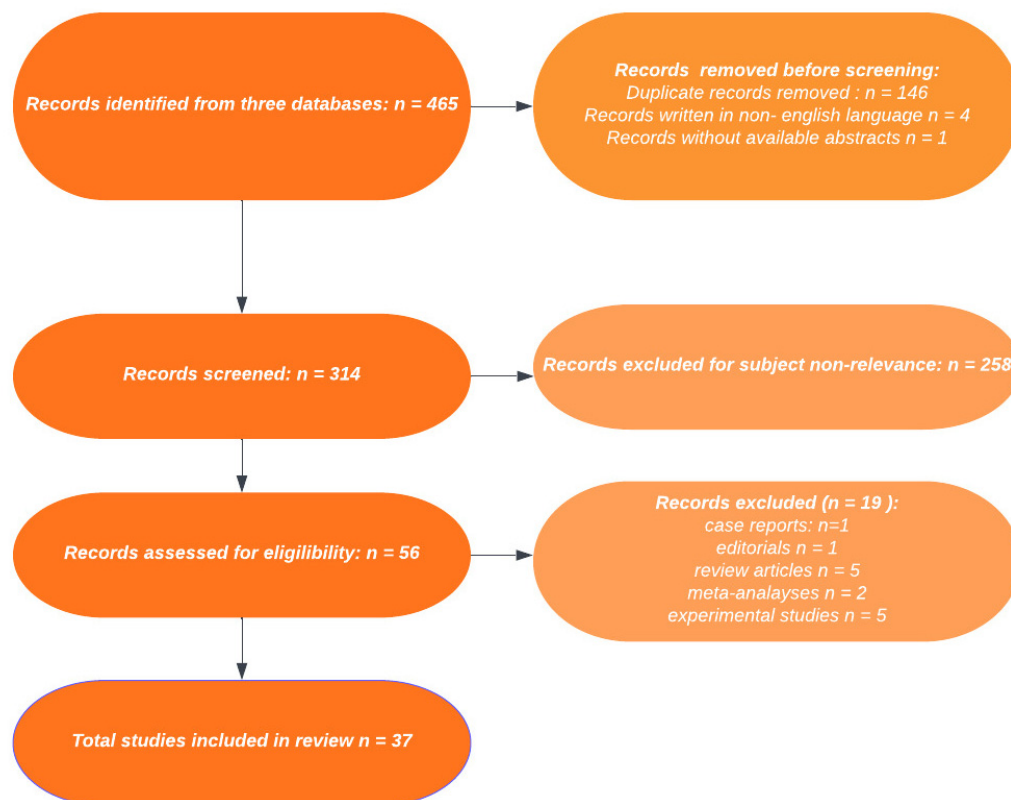 Records identified from three databases: n = 465
Records  removed before screening:
Duplicate records removed : n = 146
Records written in non- english language n = 4
Records without available abstracts n = 1
Records screened: n = 314
Records excluded for subject non-relevance: n = 258
Records assessed for eligilibility: n = 56
Records excluded (n = 19 ):
case reports: n=1
editorials n = 1
review articles n = 5
meta-analayses n = 2
experimental studies n = 5
Total studies included in review n = 37